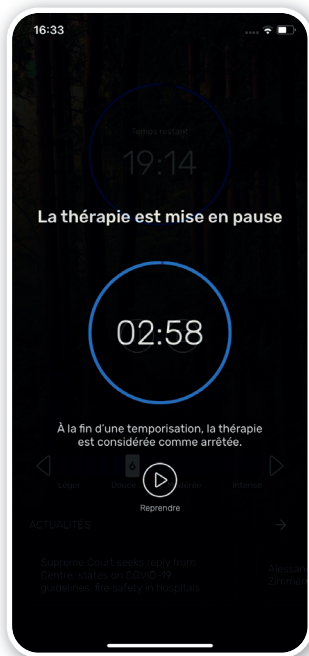 16:33
Temps restant
19:14
La thérapie est mise en pause
02:58
À la fin d'une temporisation, la thérapie
est considérée comme arrêtée.
6
Léger
Douce
Intense
Reprendre
ACTUALITÉS
Supreme Court seeks reply from
Centre, states on COVID-19
guidelines, fire safety in hospitals